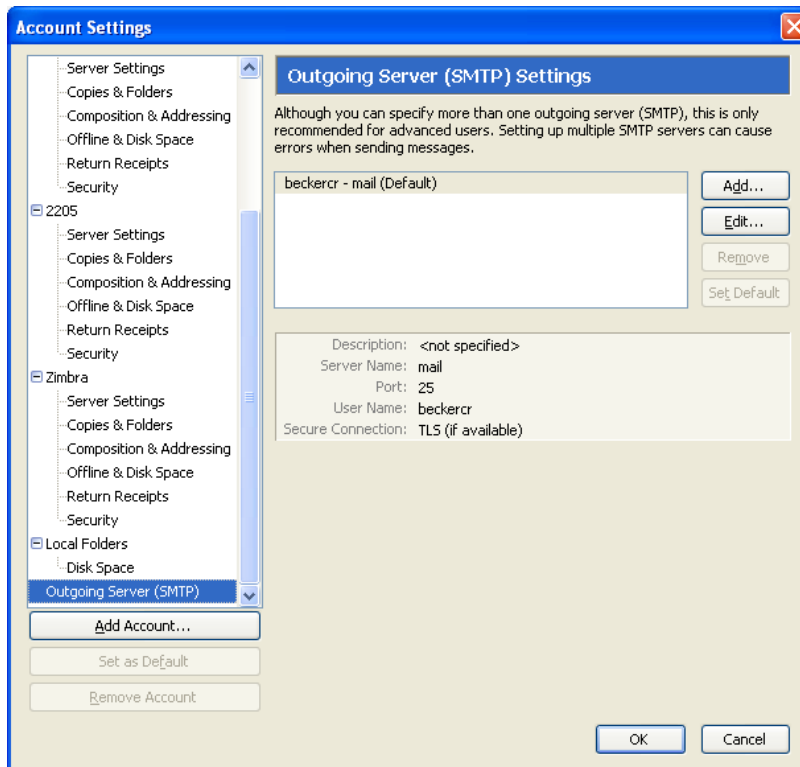 Account Settings
Server Settings
Copies & Folders
Composition & Addressing
Offline & Disk Space
Return Receipts
Security
2205
Server Settings
Copies & Folders
Composition & Addressing
Offline & Disk Space
Return Receipts
Security
Zimbra
Server Settings
Copies & Folders
Composition & Addressing
Offline & Disk Space
Return Receipts
Security
Local Folders
Disk Space
Outgoing Server (SMTP)
Add Account...
Set as Default
Remove Account
Outgoing Server (SMTP) Settings
Although you can specify more than one outgoing server (SMTP), this is only
recommended for advanced users. Setting up multiple SMTP servers can cause
errors when sending messages.
beckercr - mail (Default)
Add...
Edit...
Remove
Set Default
Description: <not specified>
Server Name: mail
Port: 25
User Name: beckercr
Secure Connection: TLS (if available)
OK
Cancel